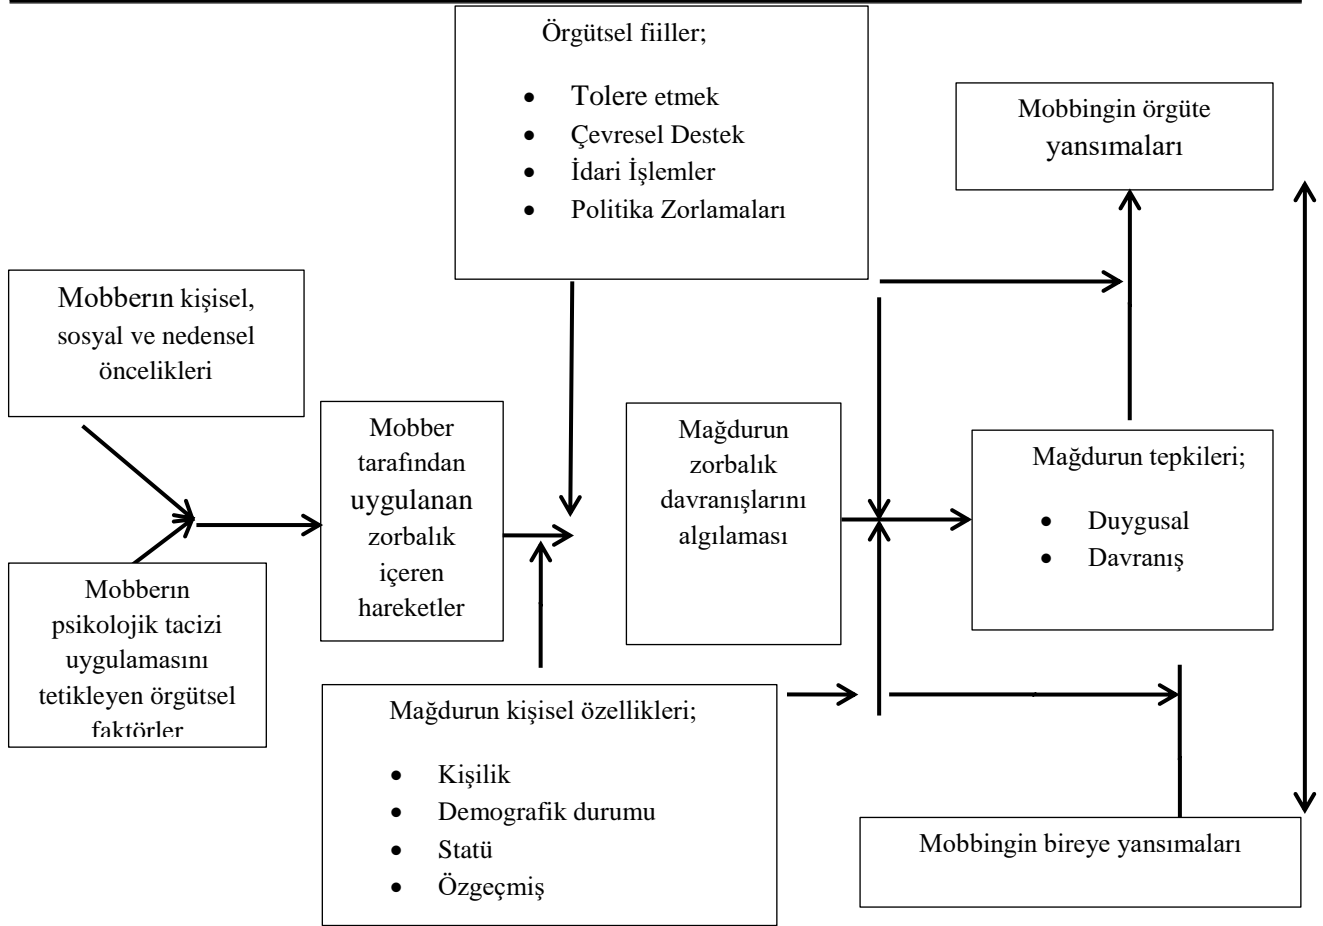 Örgütsel fiiller;
• Tolere etmek
• Çevresel Destek
• İdari İşlemler
• Politika Zorlamaları
Mobbingin örgüte
yansımaları
Mobberın kişisel,
sosyal ve nedensel
öncelikleri
Mobber
tarafından
uygulanan
zorbalık
içeren
hareketler
Mağdurun
zorbalık
davranışlarını
algılaması
Mağdurun tepkileri;
• Duygusal
• Davranış
Mobberın
psikolojik tacizi
uygulamasını
tetikleyen örgütsel
faktörler
Mağdurun kişisel özellikleri;
• Kişilik
• Demografik durumu
• Statü
• Özgeçmiş
Mobbingin bireye yansımaları